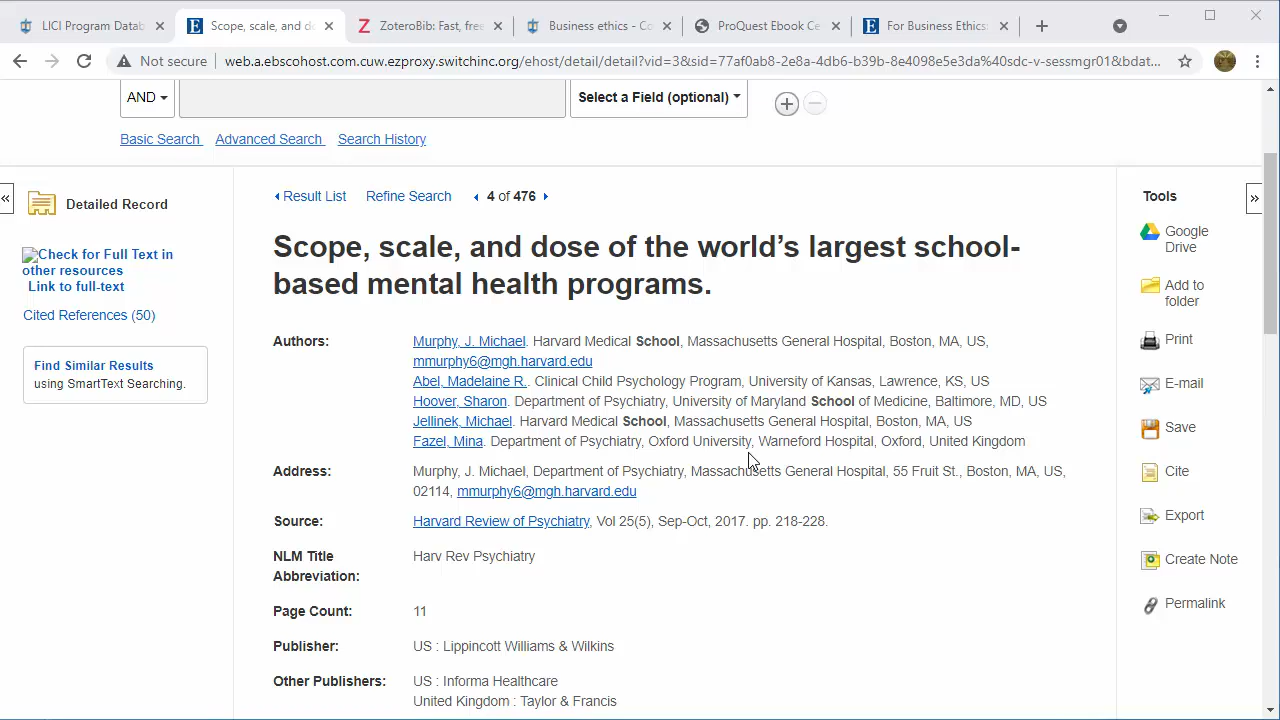 LICI Program Datab
Scope, scale, and do
ZoteroBib: Fast, free
Business ethics - Co
ProQuest Ebook Ce
For Business Ethics:
Not secure web.a.ebscohost.com.cuw.ezproxy.switchinc.org/ehost/detail/detail?vid=3&sid=77af0ab8-2f8a-4db6-b39b-8e4098e5dcda%40sdc-v-sessmgr01&bdat...
AND
Select a Field (optional)
Basic Search Advanced Search Search History
Detailed Record
Check for Full Text in
other resources
Link to full-text
Cited References (50)
Find Similar Results
using SmartText Searching.
Result List Refine Search 4 of 476
Scope, scale, and dose of the world’s largest school-
based mental health programs.
Authors: Murphy, J. Michael. Harvard Medical School, Massachusetts General Hospital, Boston, MA, US,
mmurphy6@mgh.harvard.edu
Abel, Madelaine R.. Clinical Child Psychology Program, University of Kansas, Lawrence, KS, US
Hoover, Sharon. Department of Psychiatry, University of Maryland School of Medicine, Baltimore, MD, US
Jellinek, Michael. Harvard Medical School, Massachusetts General Hospital, Boston, MA, US
Fazel, Mina. Department of Psychiatry, Oxford University, Warneford Hospital, Oxford, United Kingdom
Address: Murphy, J. Michael, Department of Psychiatry, Massachusetts General Hospital, 55 Fruit St., Boston, MA, US,
02114, mmurphy6@mgh.harvard.edu
Source: Harvard Review of Psychiatry, Vol 25(5), Sep-Oct, 2017. pp. 218-228.
NLM Title
Abbreviation:
Harv Rev Psychiatry
Page Count: 11
Publisher: US : Lippincott Williams & Wilkins
Other Publishers: US : Informa Healthcare
United Kingdom : Taylor & Francis
Tools
Google
Drive
Add to
folder
Print
E-mail
Save
Cite
Export
Create Note
Permalink